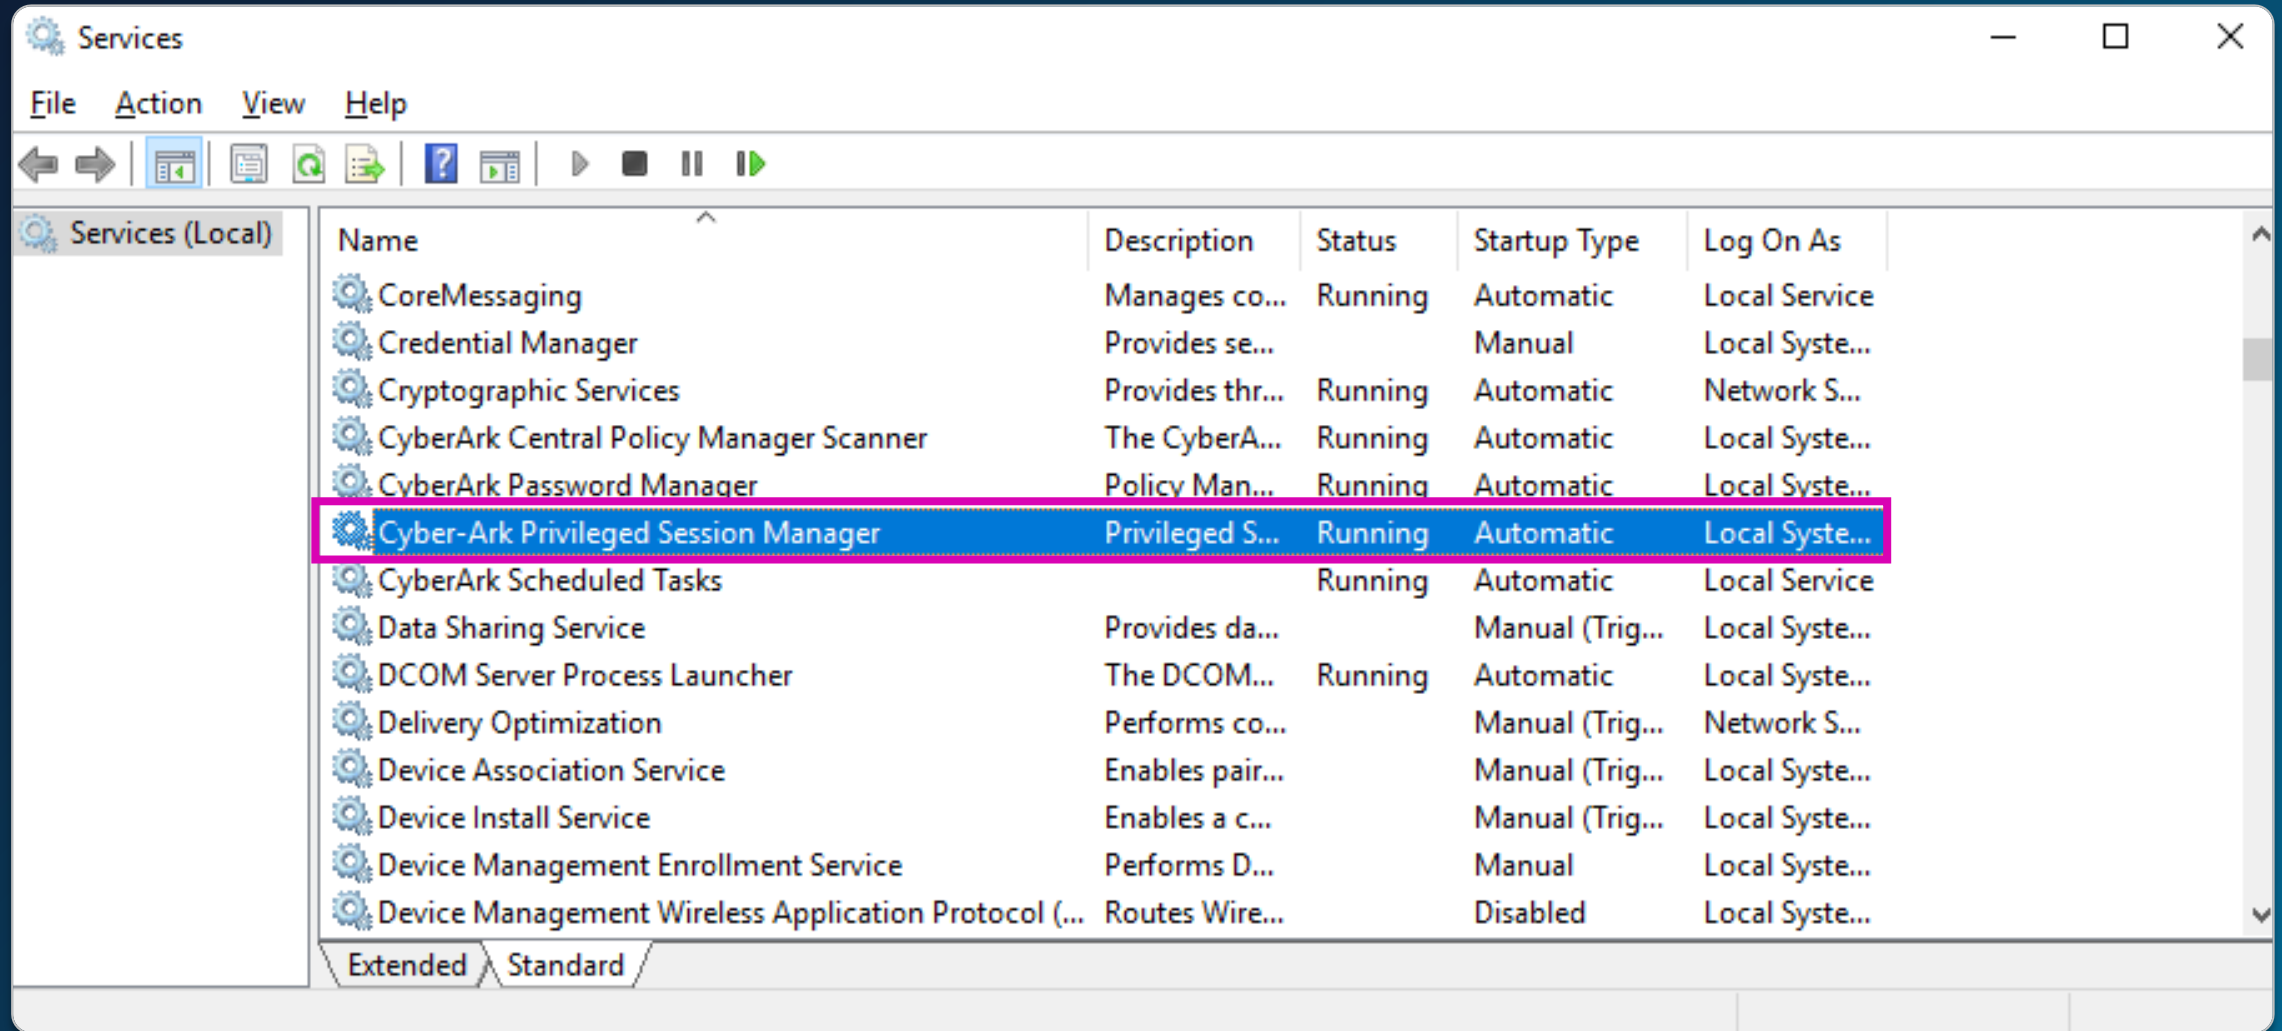 Services
File Action View Help
Services (Local)
Name Description Status Startup Type Log On As
CoreMessaging Manages co... Running Automatic Local Service
Credential Manager Provides se... Manual Local Syste...
Cryptographic Services Provides thr... Running Automatic Network S...
CyberArk Central Policy Manager Scanner The CyberA... Running Automatic Local Syste...
CyberArk Password Manager Policy Man... Running Automatic Local Syste...
Cyber-Ark Privileged Session Manager Privileged S... Running Automatic Local Syste...
CyberArk Scheduled Tasks Running Automatic Local Service
Data Sharing Service Provides da... Manual (Trig... Local Syste...
DCOM Server Process Launcher The DCOM... Running Automatic Local Syste...
Delivery Optimization Performs co... Manual (Trig... Network S...
Device Association Service Enables pair... Manual (Trig... Local Syste...
Device Install Service Enables a c... Manual (Trig... Local Syste...
Device Management Enrollment Service Performs D... Manual Local Syste...
Device Management Wireless Application Protocol (... Routes Wire... Disabled Local Syste...
Extended Standard